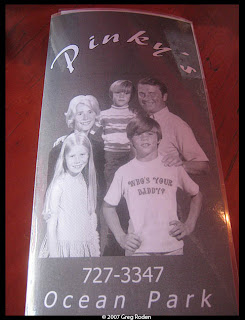 Pinky's
"WHO'S YOUR
DADDY?"
727-3347
Ocean Park
© 2007 Greg Roden